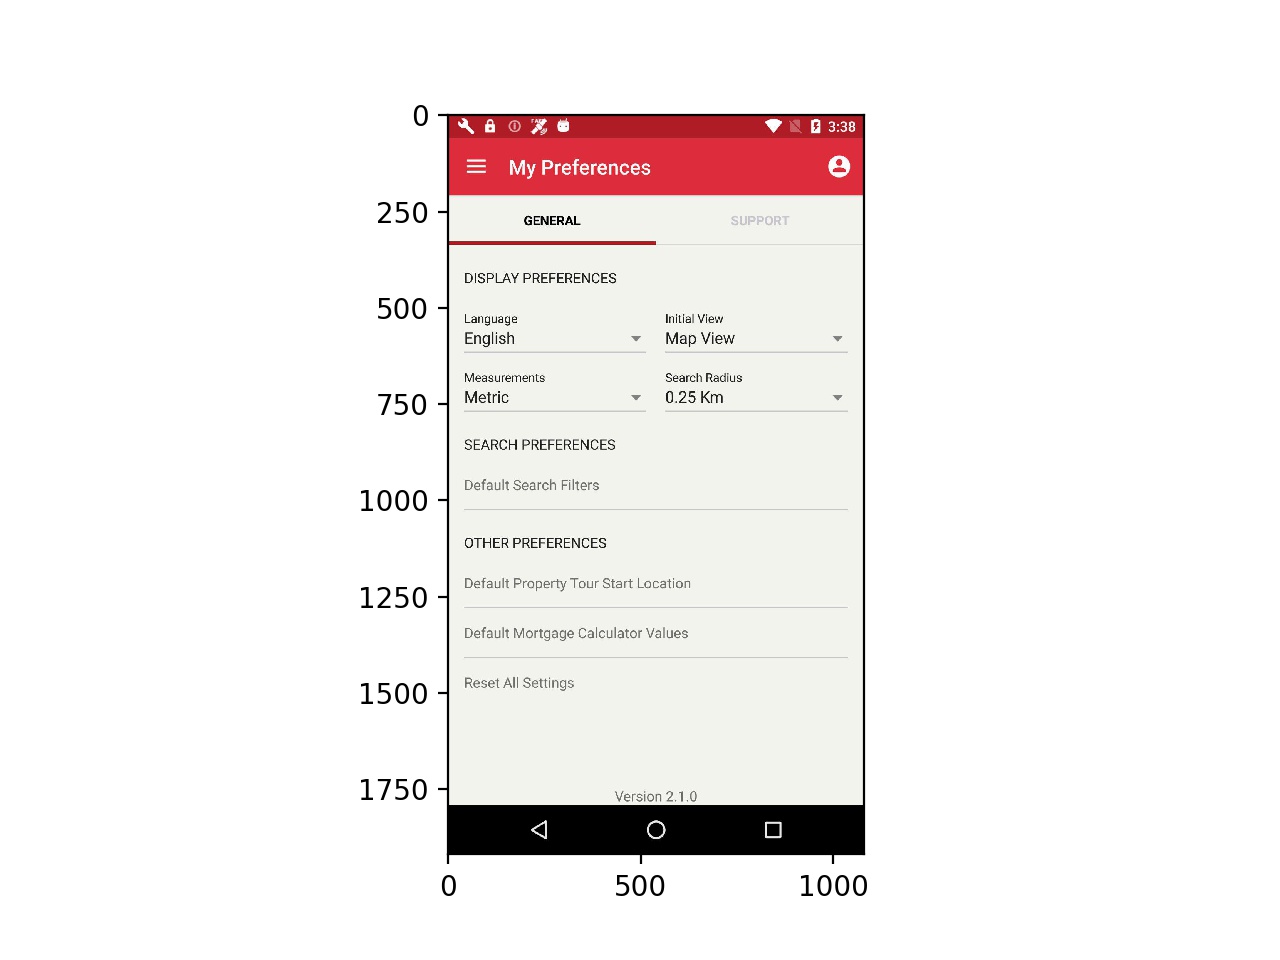 0
250
500
750
1000
1250
1500
1750
0
500
1000
3:38
My Preferences
GENERAL
SUPPORT
DISPLAY PREFERENCES
Language
Initial View
English
Map View
Measurements
Search Radius
Metric
0.25 Km
SEARCH PREFERENCES
Default Search Filters
OTHER PREFERENCES
Default Property Tour Start Location
Default Mortgage Calculator Values
Reset All Settings
Version 2.1.0